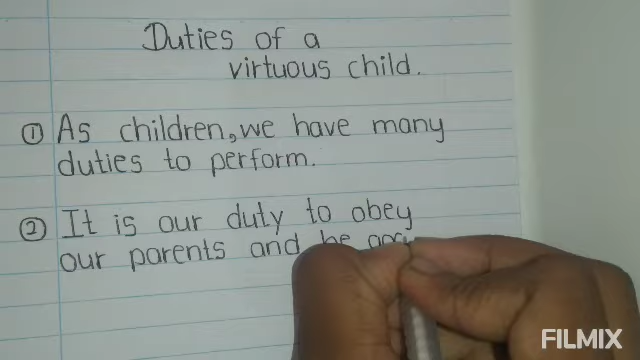 Duties of a
virtuous child.
① As children, we have many
duties to perform.
② It is our duty to obey
our parents and be
FILMIX